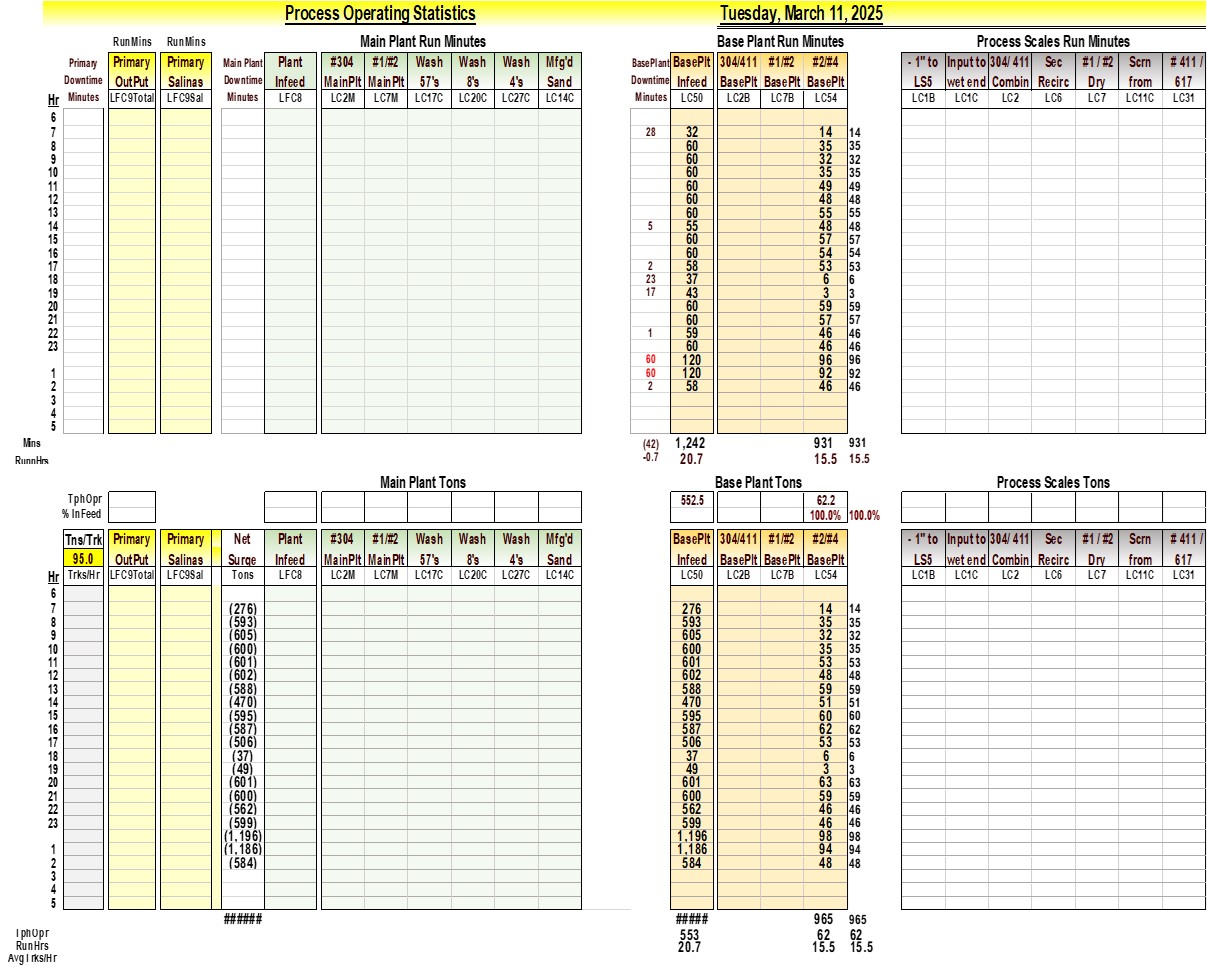 Process Operating Statistics Tuesday, March 11, 2025
RunMins RunMins Main Plant Run Minutes Base Plant Run Minutes Process Scales Run Minutes
Primary Primary Primary Main Plant Plant #304 #1/#2 Wash Wash Wash Mfg'd BasePlant BasePlt 304/411 #1/#2 #2/#4 - 1" to Input to 304/ 411 Sec #1 / #2 Scrn # 411 /
Downtime OutPut Salinas Downtime Infeed MainPlt MainPlt 57's 8's 4's Sand Downtime Infeed BasePlt BasePlt BasePlt LS5 wet end Combin Recirc Dry from 617
Hr Minutes LFC9Total LFC9Sal Minutes LFC8 LC2M LC7M LC17C LC20C LC27C LC14C Minutes LC50 LC2B LC7B LC54 LC1B LC1C LC2 LC6 LC7 LC11C LC31
6
7 28 32 14 14
8 60 35 35
9 60 32 32
10 60 35 35
11 60 49 49
12 60 48 48
13 60 55 55
14 5 55 48 48
15 60 57 57
16 60 54 54
17 2 58 53 53
18 23 37 6 6
19 17 43 3 3
20 60 59 59
21 60 57 57
22 1 59 46 46
23 60 46 46
60 120 96 96
1 60 120 92 92
2 2 58 46 46
3
4
5
Mins (42) 1,242 931 931
RunnHrs -0.7 20.7 15.5 15.5
Main Plant Tons Base Plant Tons Process Scales Tons
TphOpr 552.5 62.2
% InFeed 100.0% 100.0%
Tns/Trk Primary Primary Net Plant #304 #1/#2 Wash Wash Wash Mfg'd BasePlt 304/411 #1/#2 #2/#4 - 1" to Input to 304/ 411 Sec #1 / #2 Scrn # 411 /
95.0 OutPut Salinas Surge Infeed MainPlt MainPlt 57's 8's 4's Sand Infeed BasePlt BasePlt BasePlt LS5 wet end Combin Recirc Dry from 617
Hr Trks/Hr LFC9Total LFC9Sal Tons LFC8 LC2M LC7M LC17C LC20C LC27C LC14C LC50 LC2B LC7B LC54 LC1B LC1C LC2 LC6 LC7 LC11C LC31
6
7 (276) 276 14 14
8 (593) 593 35 35
9 (605) 605 32 32
10 (600) 600 35 35
11 (601) 601 53 53
12 (602) 602 48 48
13 (588) 588 59 59
14 (470) 470 51 51
15 (595) 595 60 60
16 (587) 587 62 62
17 (506) 506 53 53
18 (37) 37 6 6
19 (49) 49 3 3
20 (601) 601 63 63
21 (600) 600 59 59
22 (562) 562 46 46
23 (599) 599 46 46
(1,196) 1,196 98 98
1 (1,186) 1,186 94 94
2 (584) 584 48 48
3
4
5
###### ##### 965 965
TphOpr 553 62 62
RunHrs 20.7 15.5 15.5
AvgTrks/Hr